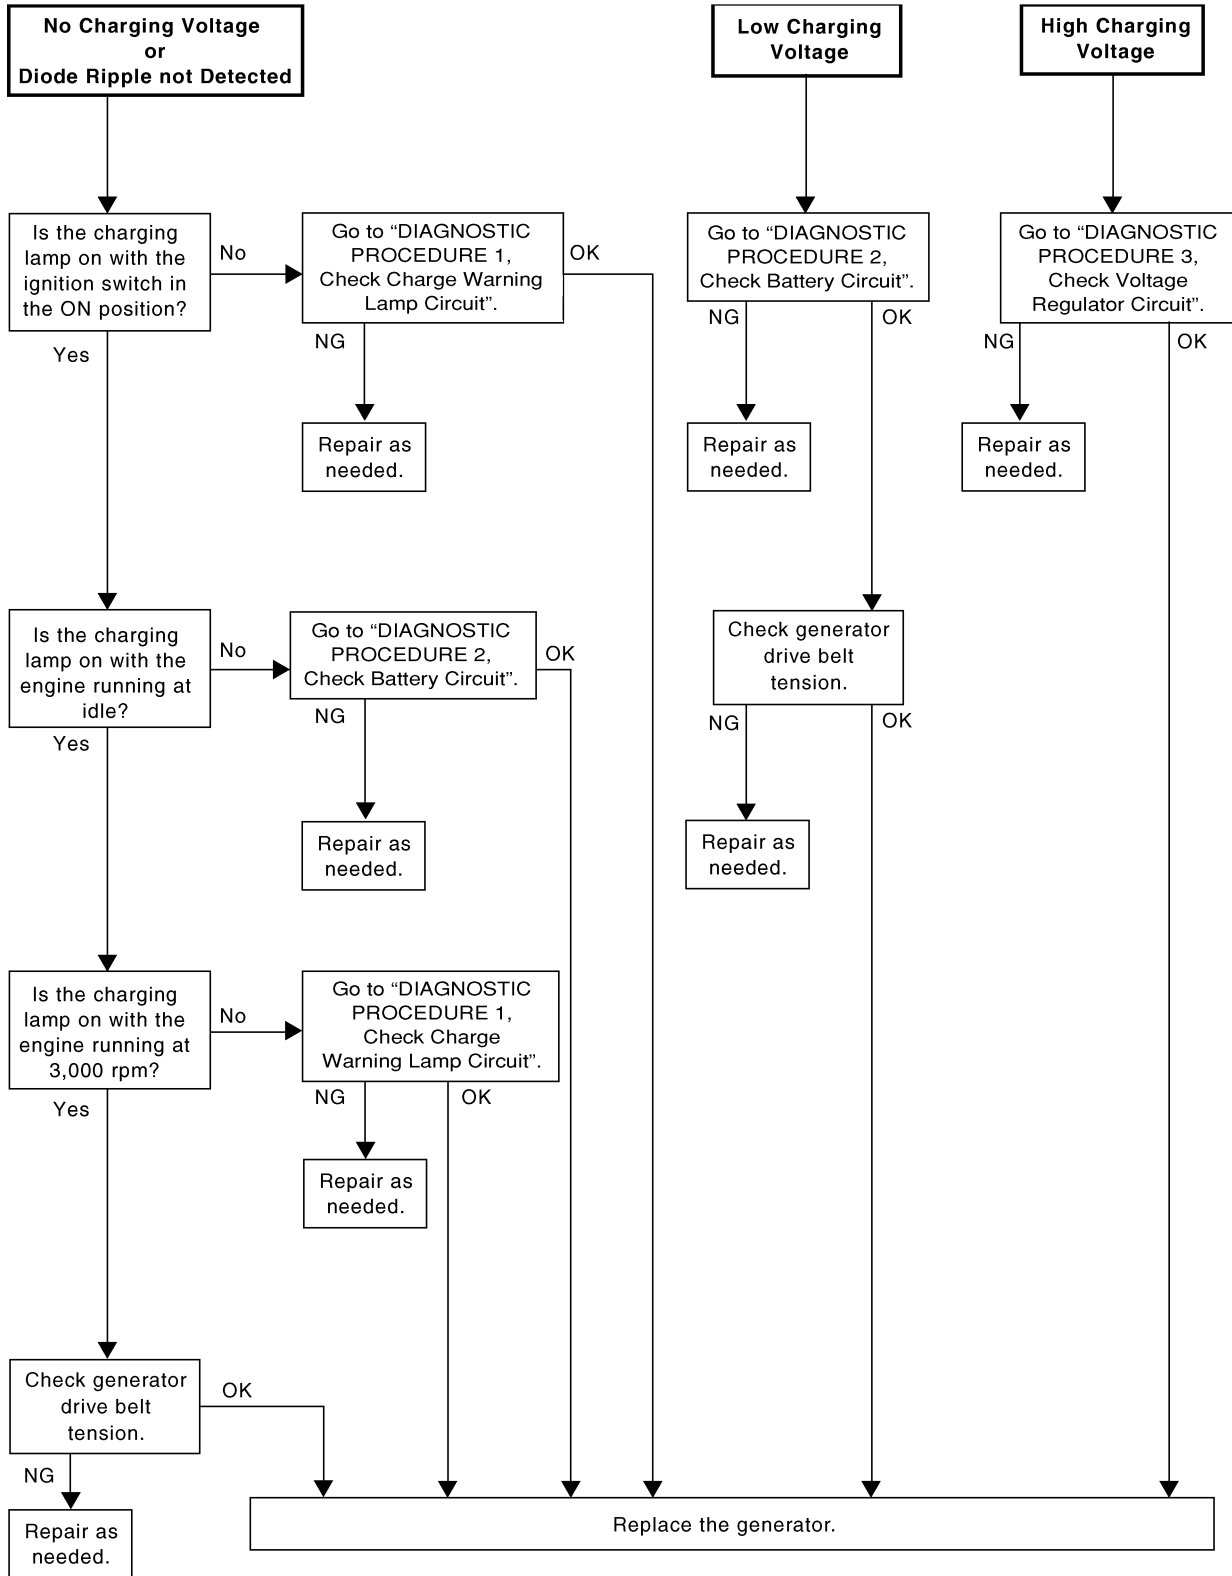 No Charging Voltage
or
Diode Ripple not Detected
Low Charging
Voltage
High Charging
Voltage
Is the charging
lamp on with the
ignition switch in
the ON position?
No
Go to “DIAGNOSTIC
PROCEDURE 1,
Check Charge Warning
Lamp Circuit”.
OK
Go to “DIAGNOSTIC
PROCEDURE 2,
Check Battery Circuit”.
Go to “DIAGNOSTIC
PROCEDURE 3,
Check Voltage
Regulator Circuit”.
Yes
NG
NG
OK
NG
OK
Repair as
needed.
Repair as
needed.
Repair as
needed.
Is the charging
lamp on with the
engine running at
idle?
No
Go to “DIAGNOSTIC
PROCEDURE 2,
Check Battery Circuit”.
OK
Check generator
drive belt
tension.
Yes
NG
NG
OK
Repair as
needed.
Repair as
needed.
Is the charging
lamp on with the
engine running at
3,000 rpm?
No
Go to “DIAGNOSTIC
PROCEDURE 1,
Check Charge
Warning Lamp Circuit”.
Yes
NG
OK
Repair as
needed.
Check generator
drive belt
tension.
OK
NG
Repair as
needed.
Replace the generator.